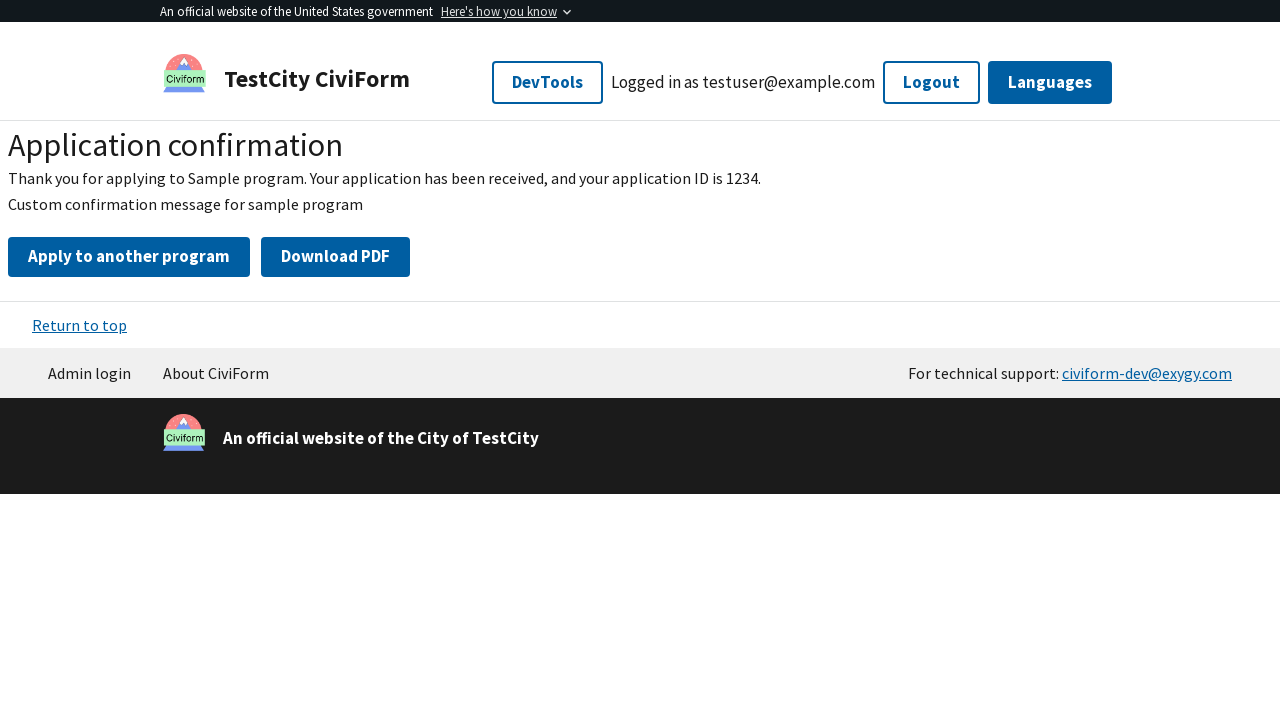 An official website of the United States government Here's how you know
Civiform
TestCity CiviForm
DevTools
Logged in as testuser@example.com
Logout
Languages
Application confirmation
Thank you for applying to Sample program. Your application has been received, and your application ID is 1234.
Custom confirmation message for sample program
Apply to another program
Download PDF
Return to top
Admin login
About CiviForm
For technical support: civiform-dev@exygy.com
Civiform
An official website of the City of TestCity